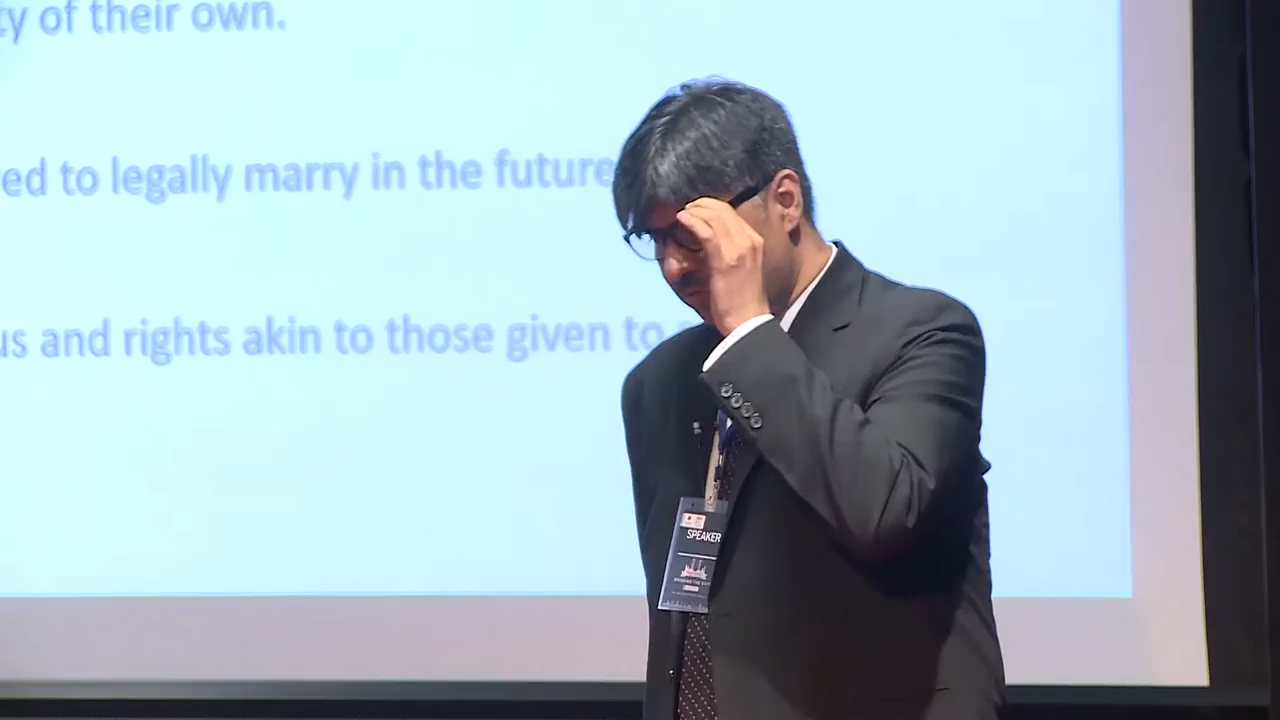 ty of their own.
ed to legally marry in the future
us and rights akin to those given to
SPEAKER